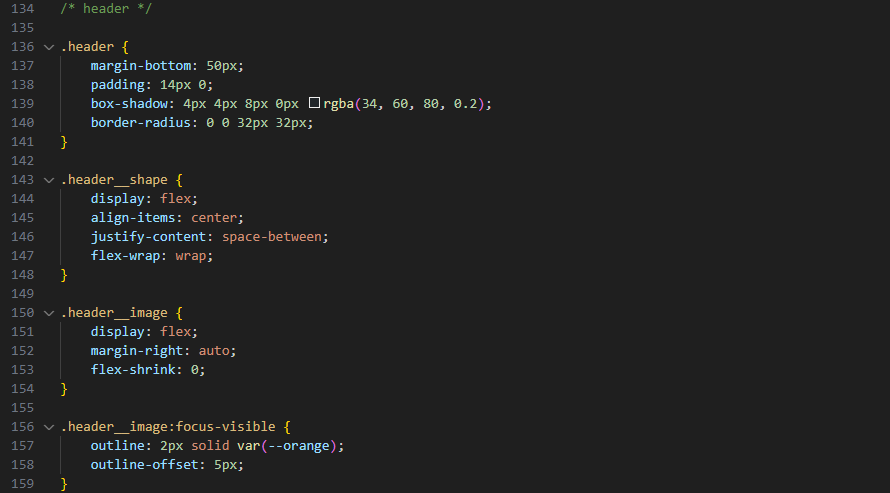 134 /* header */
135
136 .header {
137 margin-bottom: 50px;
138 padding: 14px 0;
139 box-shadow: 4px 4px 8px 0px rgba(34, 60, 80, 0.2);
140 border-radius: 0 0 32px 32px;
141 }
142
143 .header__shape {
144 display: flex;
145 align-items: center;
146 justify-content: space-between;
147 flex-wrap: wrap;
148 }
149
150 .header__image {
151 display: flex;
152 margin-right: auto;
153 flex-shrink: 0;
154 }
155
156 .header__image:focus-visible {
157 outline: 2px solid var(--orange);
158 outline-offset: 5px;
159 }